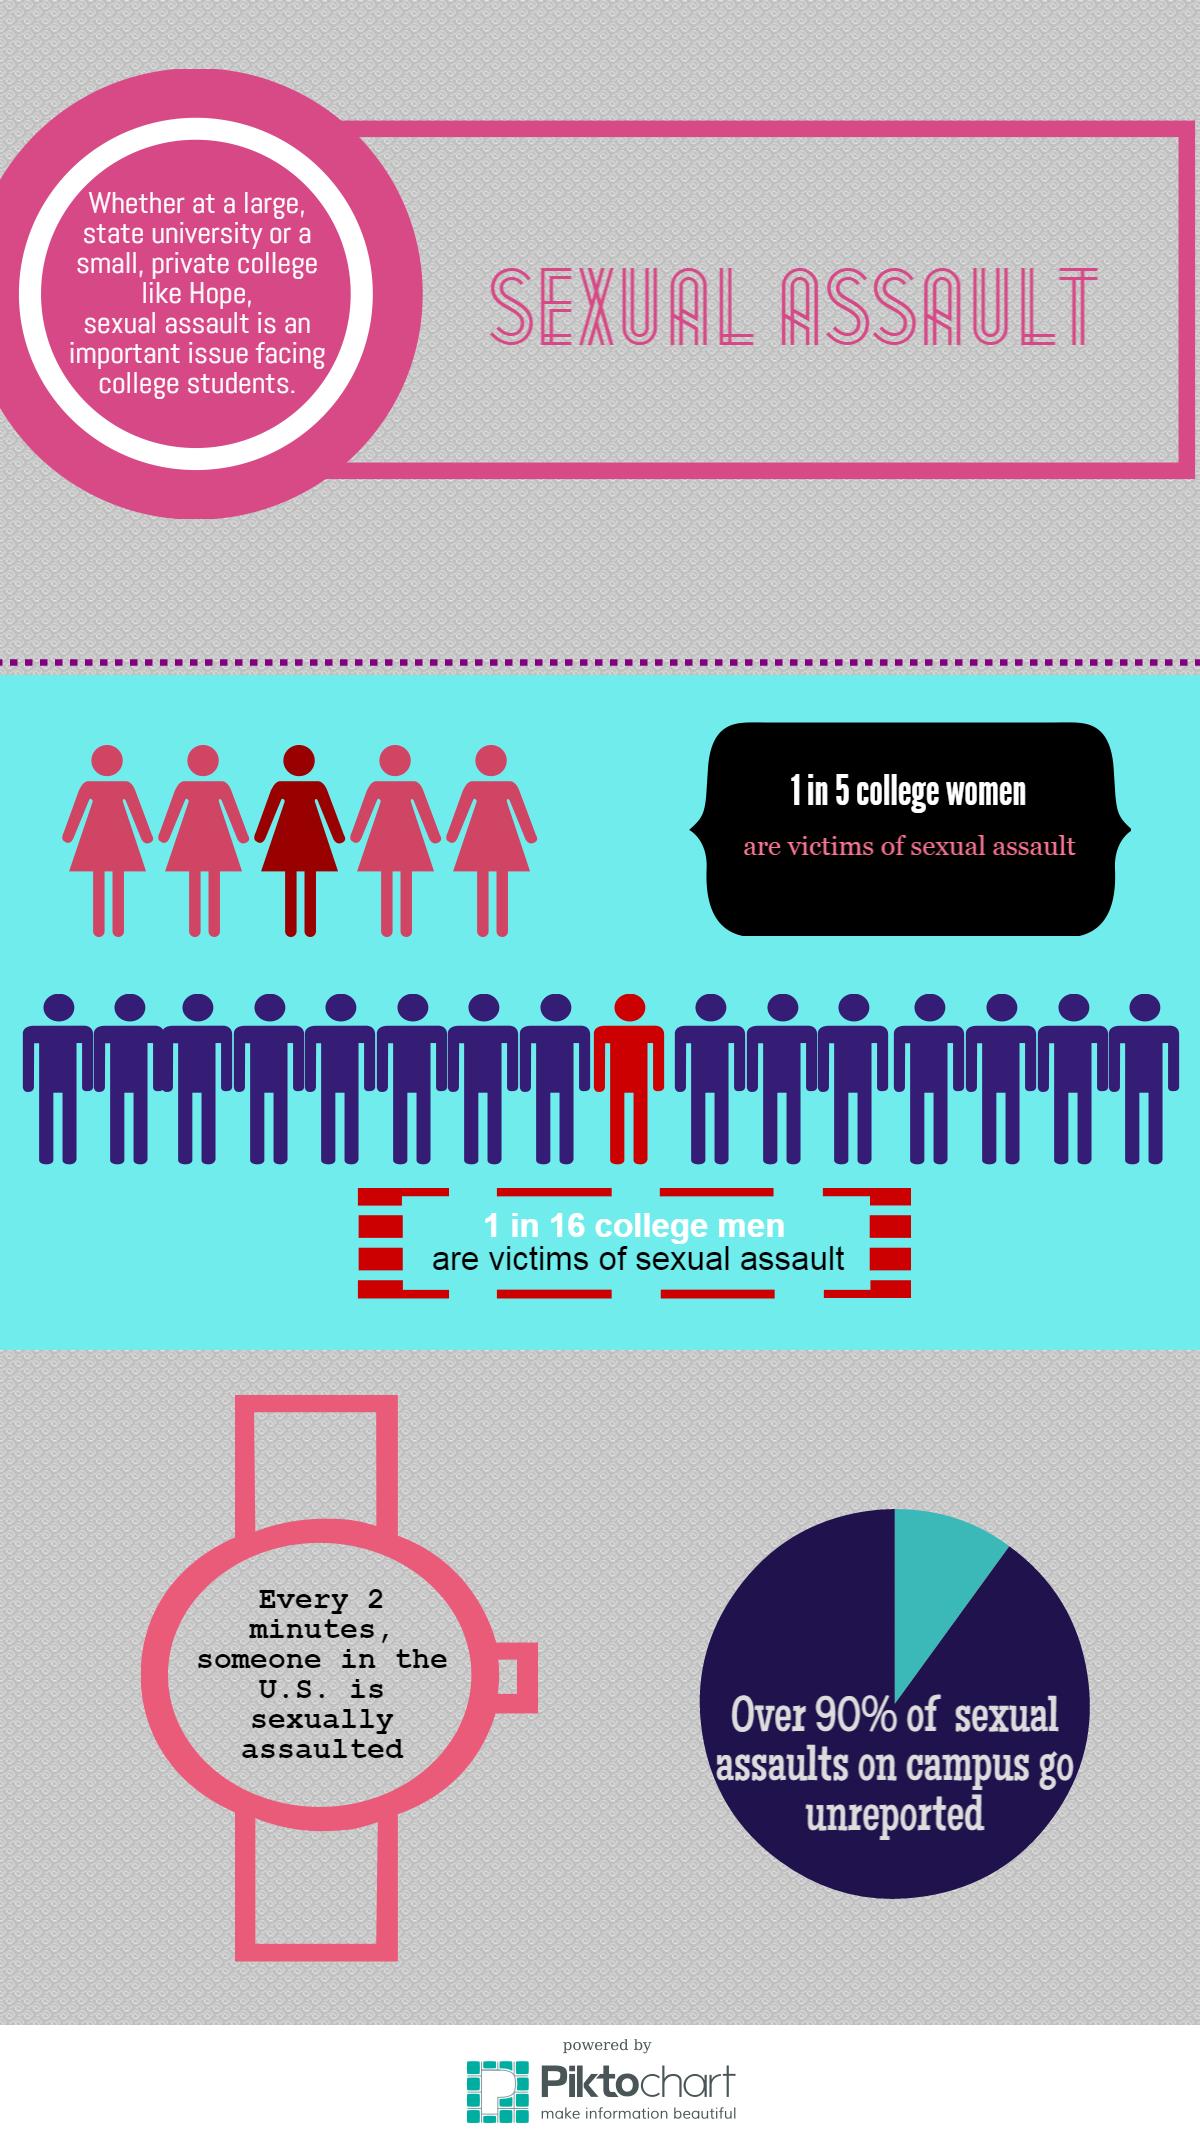 Whether at a large,
state university or a
small, private college
like Hope,
sexual assault is an
important issue facing
college students.
SEXUAL ASSAULT
1 in 5 college women
are victims of sexual assault
1 in 16 college men
are victims of sexual assault
Every 2
minutes,
someone in the
U.S. is
sexually
assaulted
Over 90% of sexual
assaults on campus go
unreported
powered by
Piktochart
make information beautiful